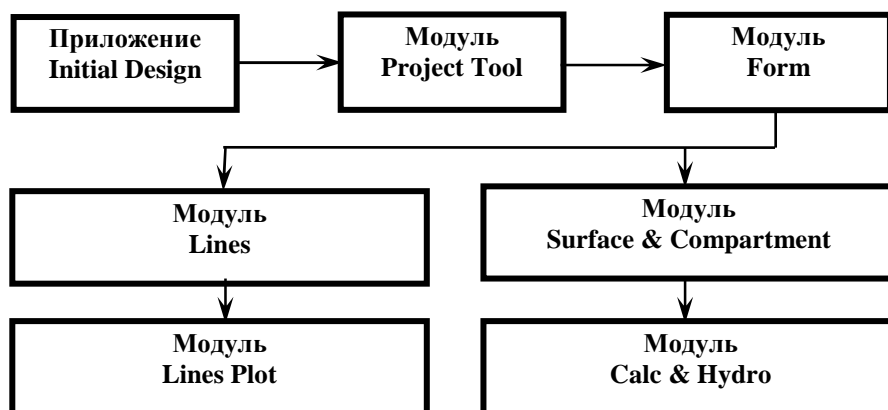 Приложение
Initial Design
Модуль
Project Tool
Модуль
Form
Модуль
Lines
Модуль
Surface & Compartment
Модуль
Lines Plot
Модуль
Calc & Hydro